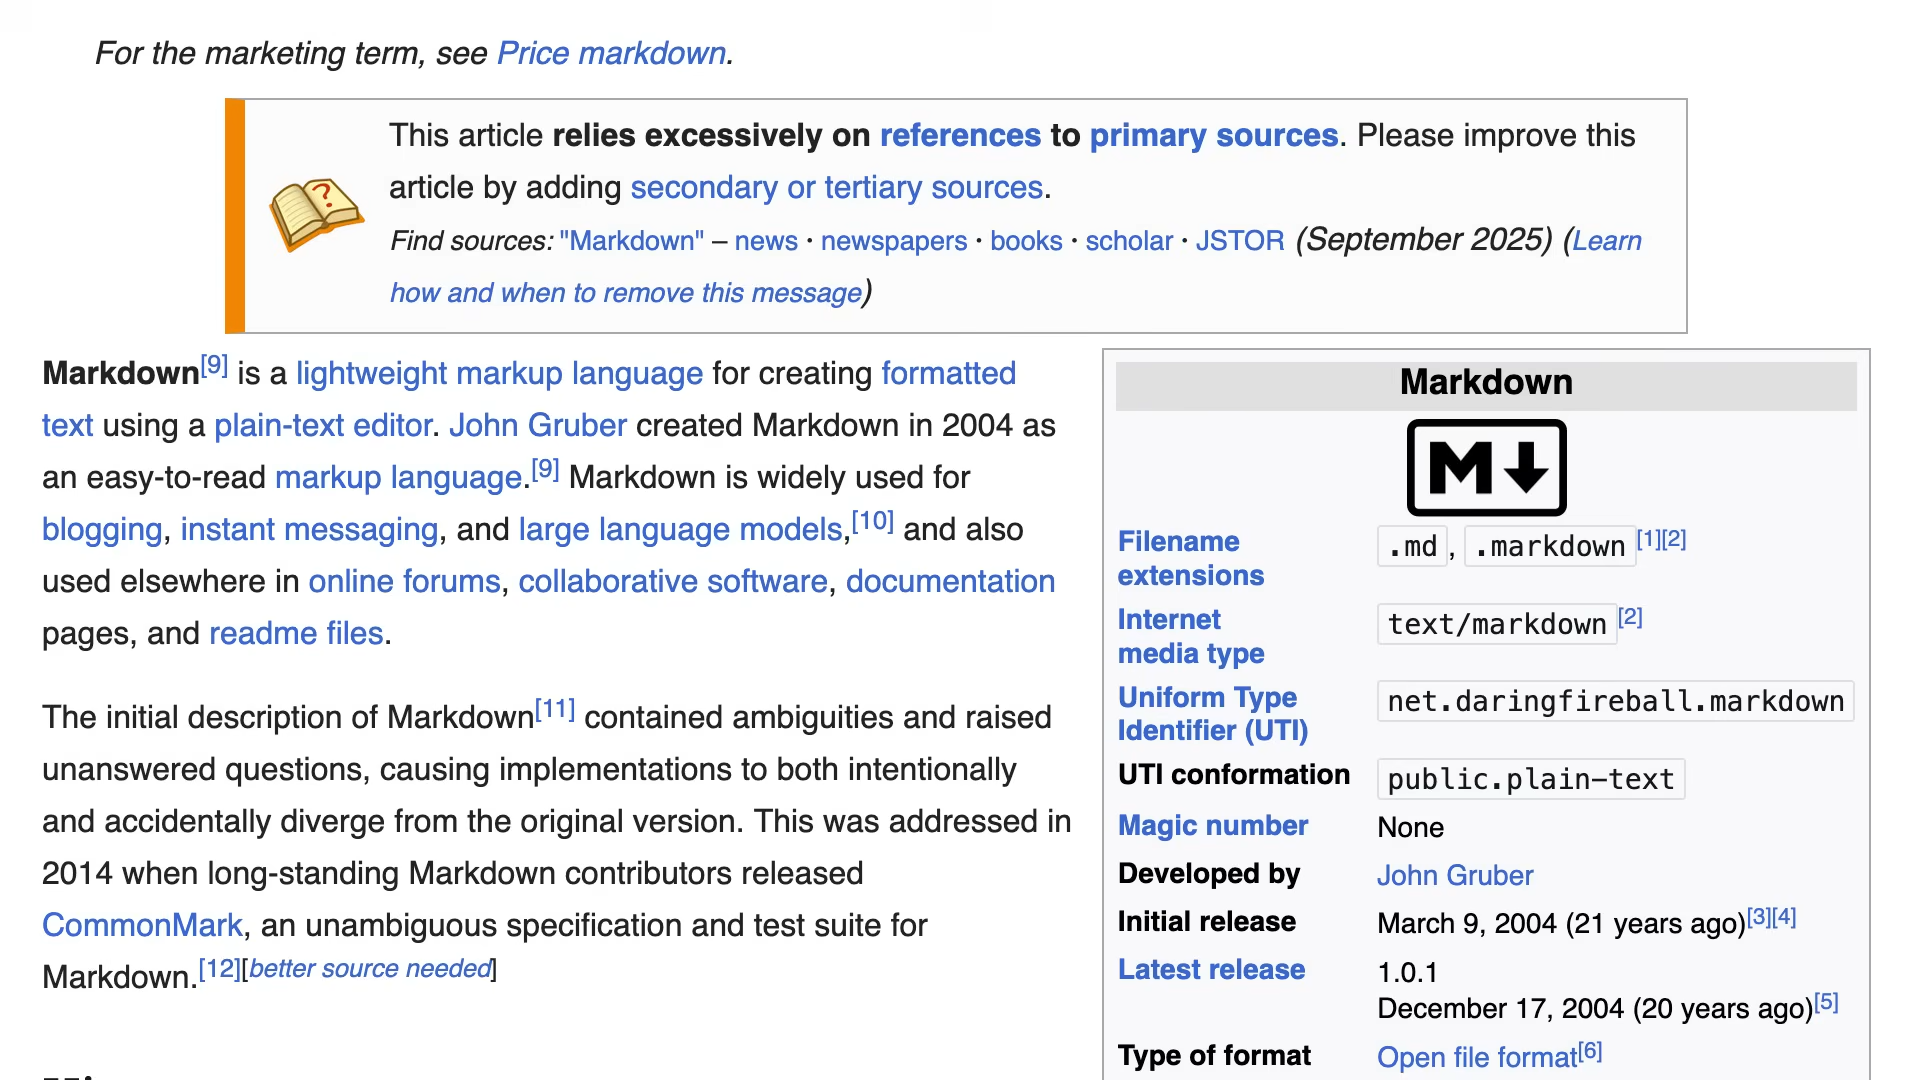 For the marketing term, see Price markdown.
This article relies excessively on references to primary sources. Please improve this
article by adding secondary or tertiary sources.
Find sources: "Markdown" – news · newspapers · books · scholar · JSTOR (September 2025) (Learn
how and when to remove this message)
Markdown[9] is a lightweight markup language for creating formatted
text using a plain-text editor. John Gruber created Markdown in 2004 as
an easy-to-read markup language.[9] Markdown is widely used for
blogging, instant messaging, and large language models,[10] and also
used elsewhere in online forums, collaborative software, documentation
pages, and readme files.
The initial description of Markdown[11] contained ambiguities and raised
unanswered questions, causing implementations to both intentionally
and accidentally diverge from the original version. This was addressed in
2014 when long-standing Markdown contributors released
CommonMark, an unambiguous specification and test suite for
Markdown.[12][better source needed]
Markdown
M
Filename
extensions
.md, .markdown[1][2]
Internet
media type
text/markdown[2]
Uniform Type
Identifier (UTI)
net.daringfireball.markdown
UTI conformation
public.plain-text
Magic number
None
Developed by
John Gruber
Initial release
March 9, 2004 (21 years ago)[3][4]
Latest release
1.0.1
December 17, 2004 (20 years ago)[5]
Type of format
Open file format[6]